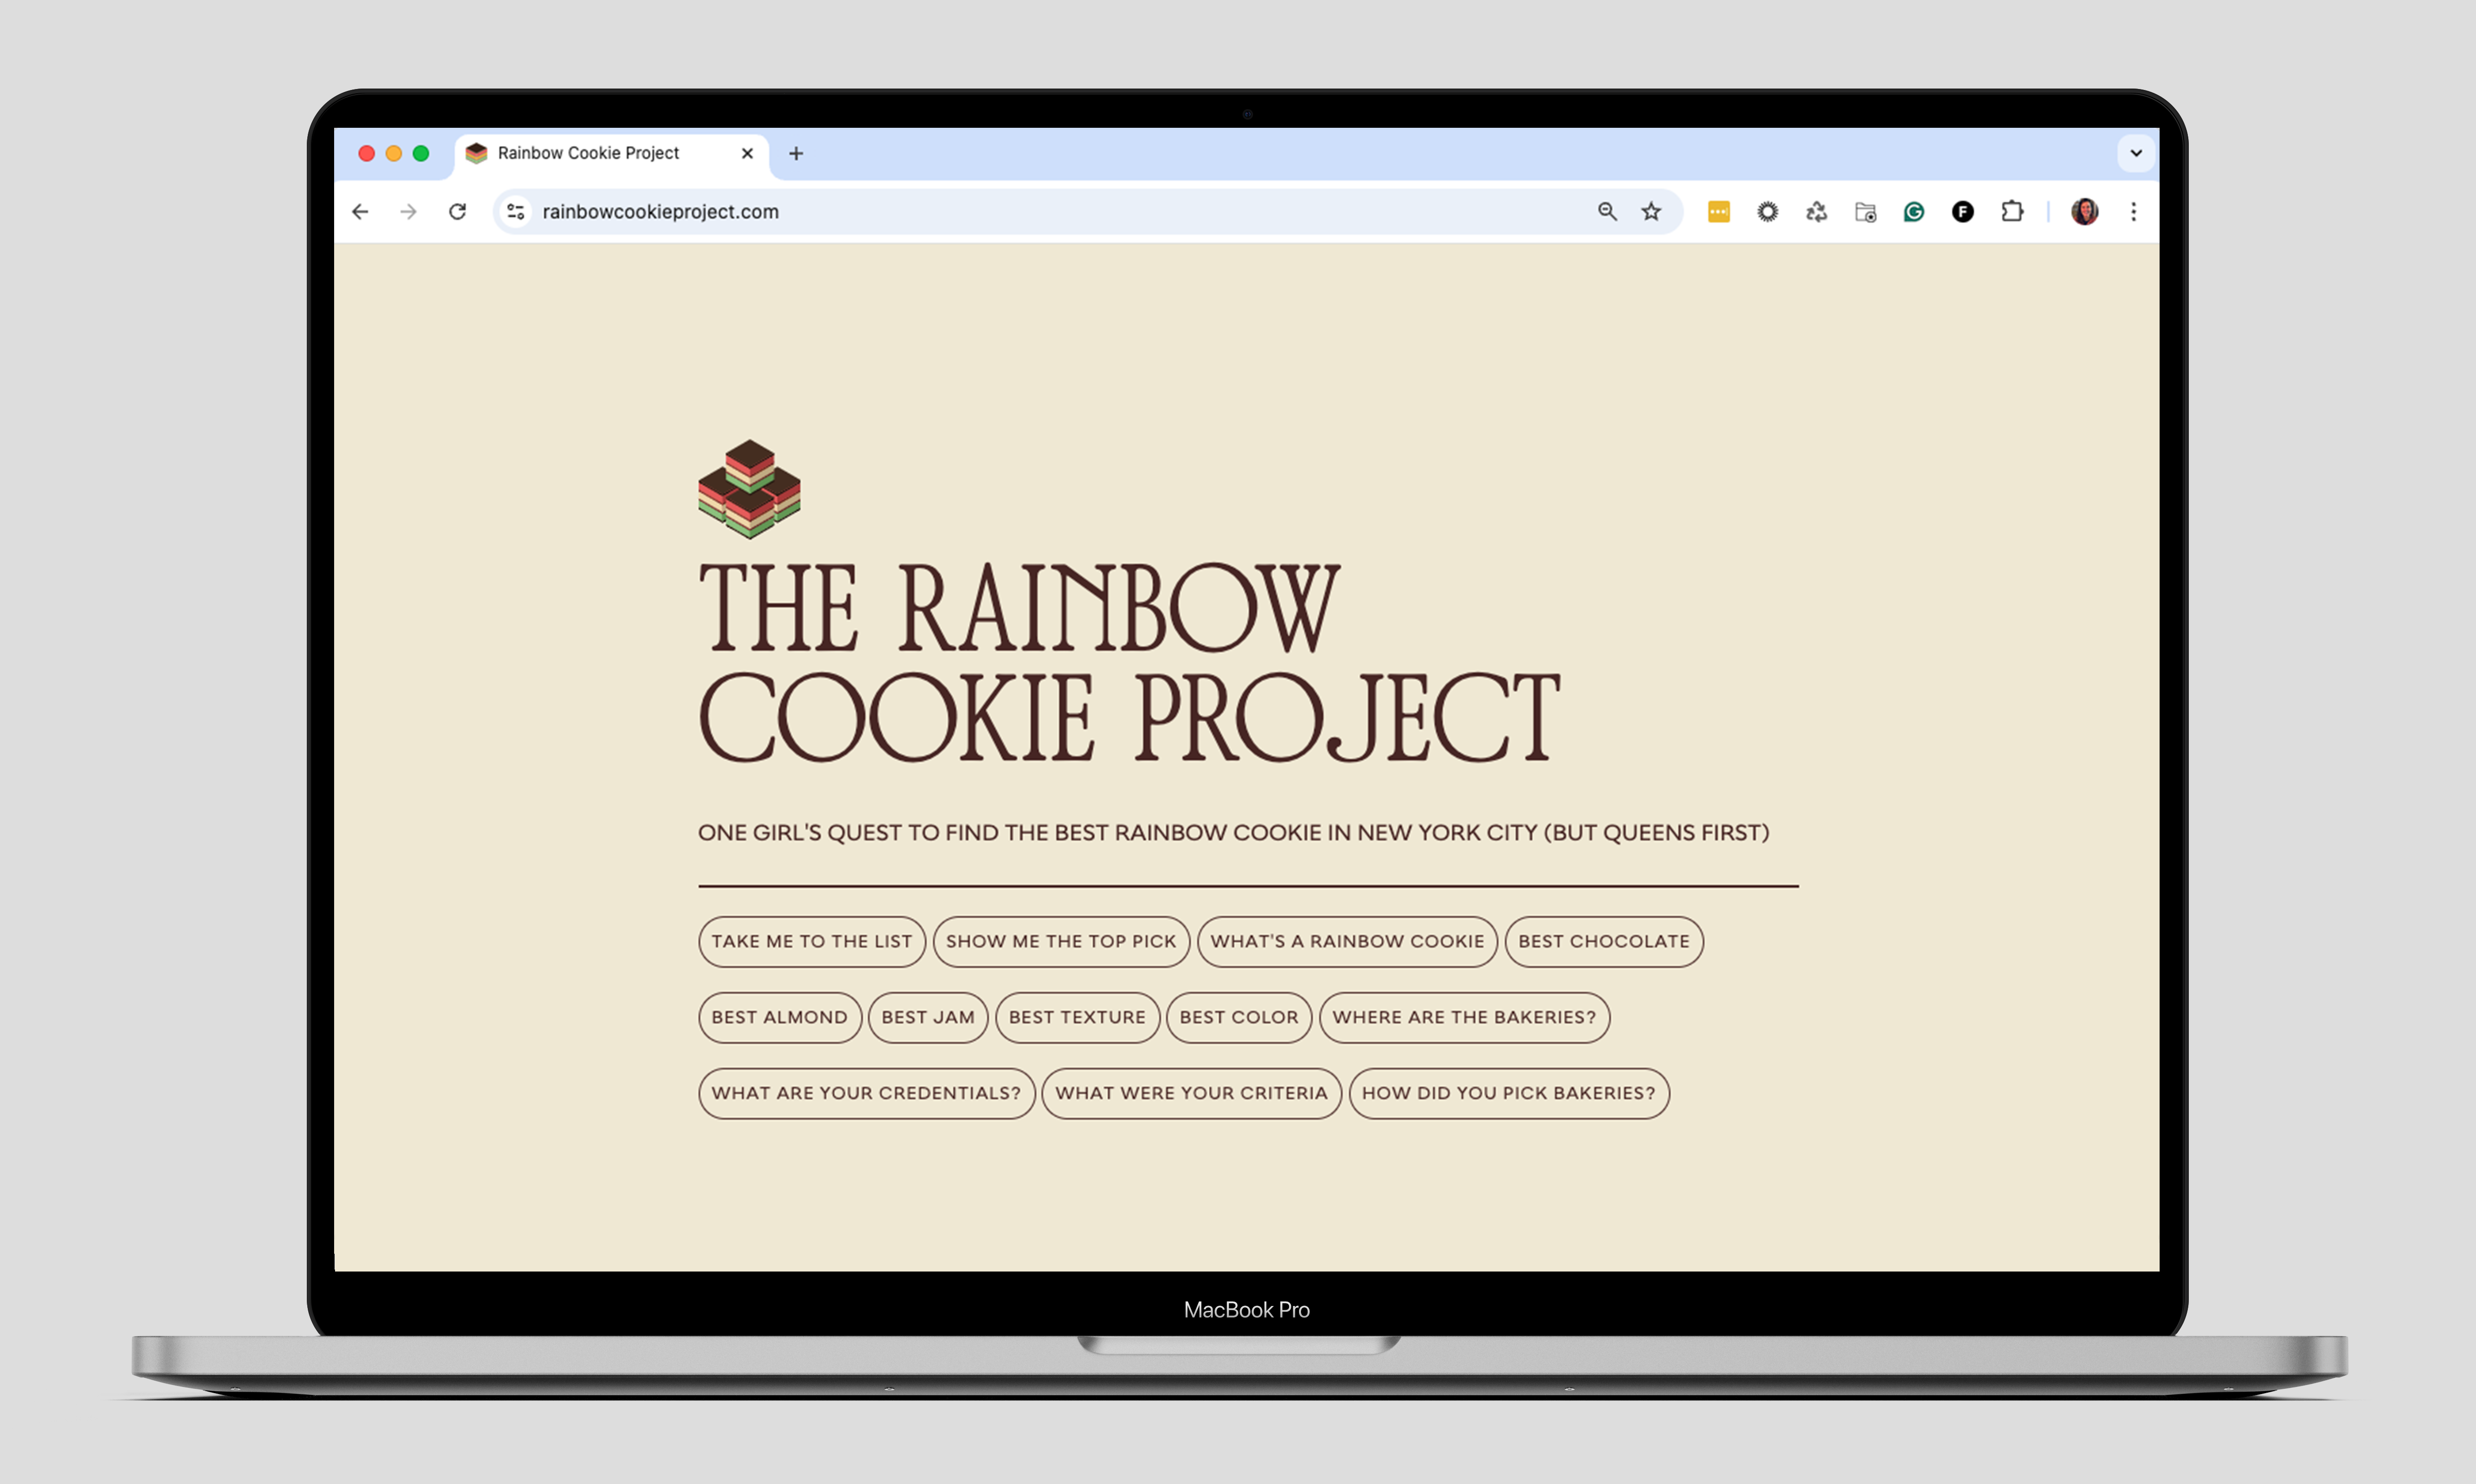 Rainbow Cookie Project
rainbowcookieproject.com
THE RAINBOW
COOKIE PROJECT
ONE GIRL'S QUEST TO FIND THE BEST RAINBOW COOKIE IN NEW YORK CITY (BUT QUEENS FIRST)
TAKE ME TO THE LIST SHOW ME THE TOP PICK WHAT'S A RAINBOW COOKIE BEST CHOCOLATE
BEST ALMOND BEST JAM BEST TEXTURE BEST COLOR WHERE ARE THE BAKERIES?
WHAT ARE YOUR CREDENTIALS? WHAT WERE YOUR CRITERIA HOW DID YOU PICK BAKERIES?
MacBook Pro